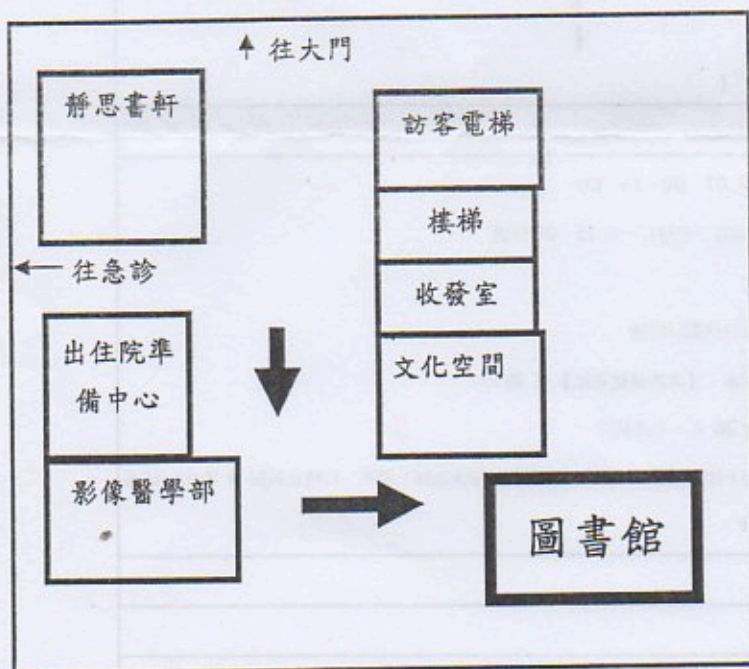 ↑ 往大門
靜思書軒
訪客電梯
樓梯
← 往急診
收發室
出住院準
備中心
文化空間
影像醫學部
圖書館